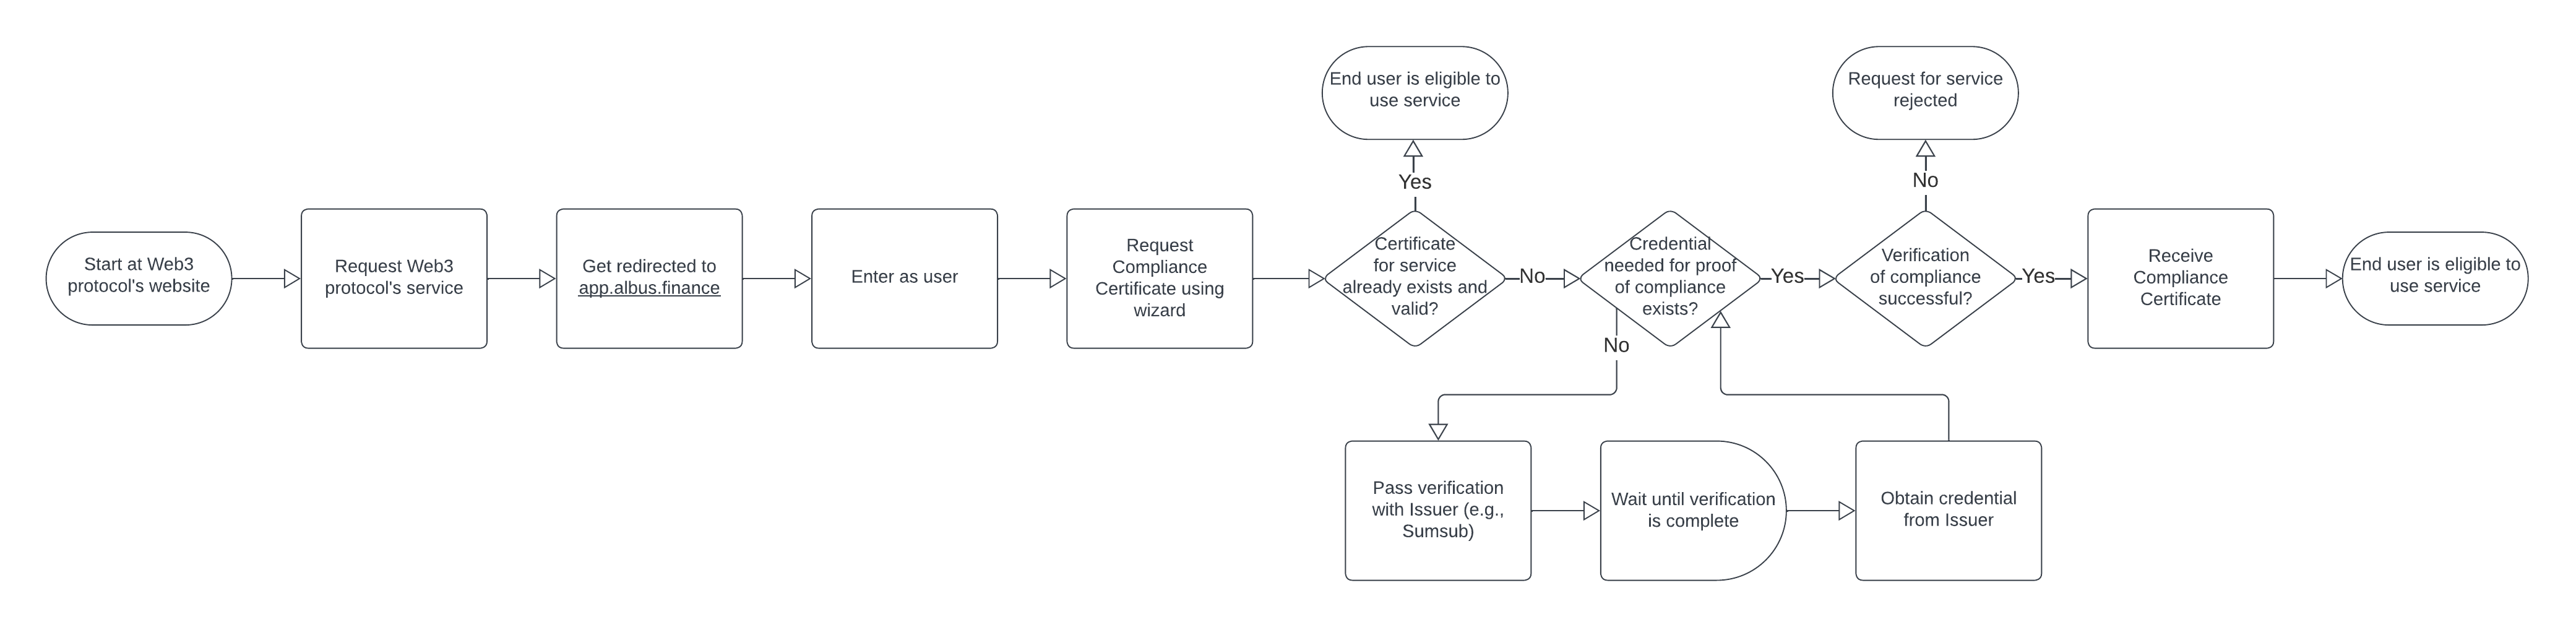 Start at Web3
protocol's website
Request Web3
protocol's service
Get redirected to
app.albus.finance
Enter as user
Request
Compliance
Certificate using
wizard
Certificate
for service
already exists and
valid?
Yes
End user is eligible to
use service
No
Credential
needed for proof
of compliance
exists?
No
Pass verification
with Issuer (e.g.,
Sumsub)
Wait until verification
is complete
Obtain credential
from Issuer
Yes
Verification
of compliance
successful?
No
Request for service
rejected
Yes
Receive
Compliance
Certificate
End user is eligible to
use service